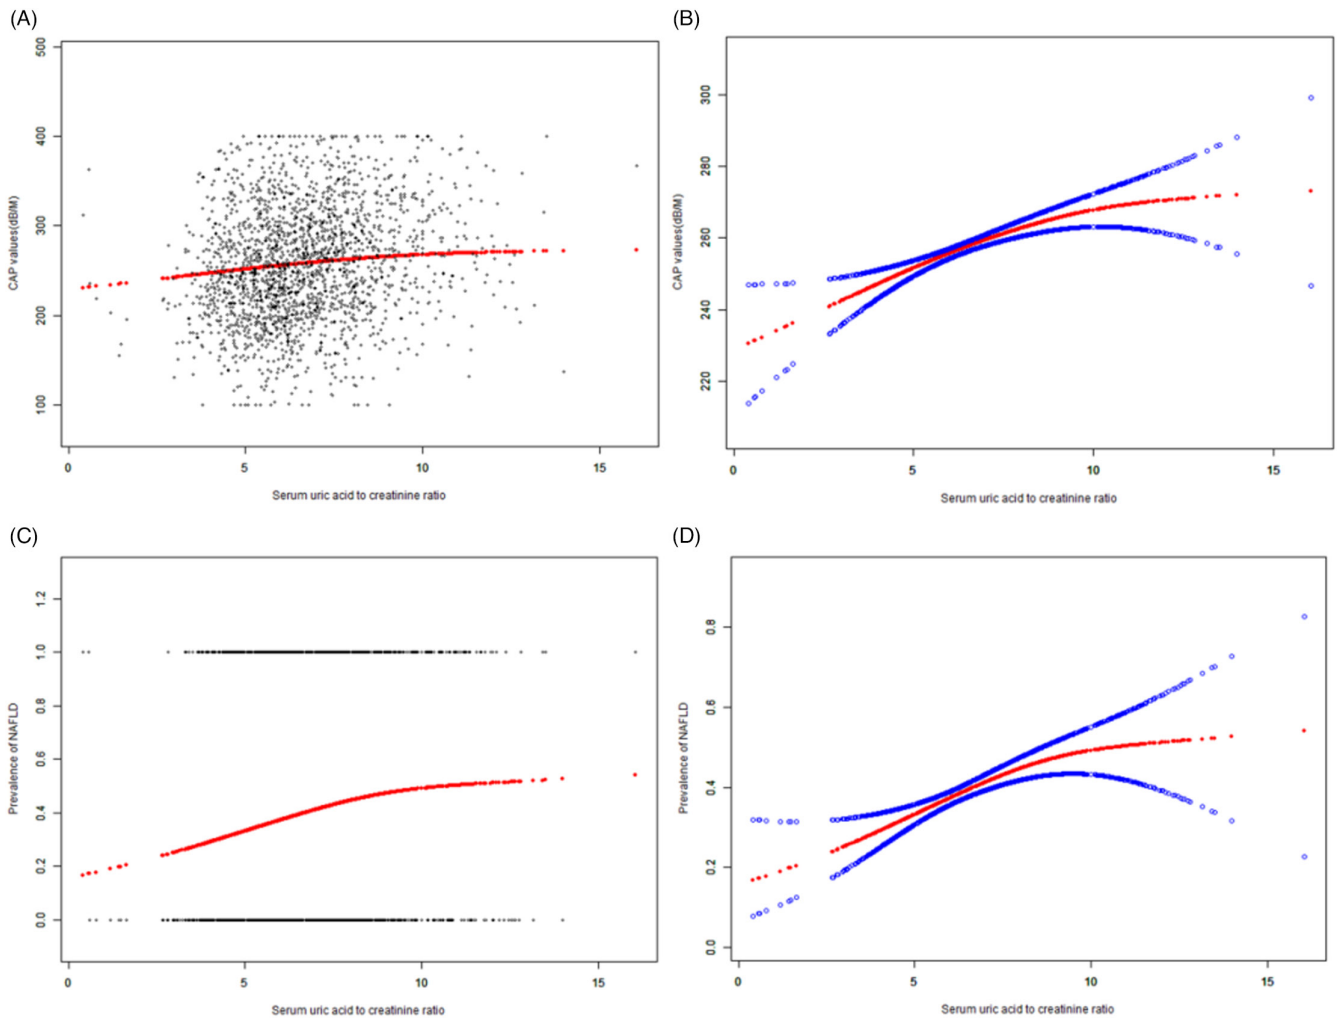 (A)
500
400
300
200
100
CAP values(dB/M)
0 5 10 15
Serum uric acid to creatinine ratio
(B)
300
280
260
240
220
CAP values(dB/M)
0 5 10 15
Serum uric acid to creatinine ratio
(C)
1.2
1.0
0.8
0.6
0.4
0.2
0.0
Prevalence of NAFLD
0 5 10 15
Serum uric acid to creatinine ratio
(D)
0.8
0.6
0.4
0.2
0.0
Prevalence of NAFLD
0 5 10 15
Serum uric acid to creatinine ratio